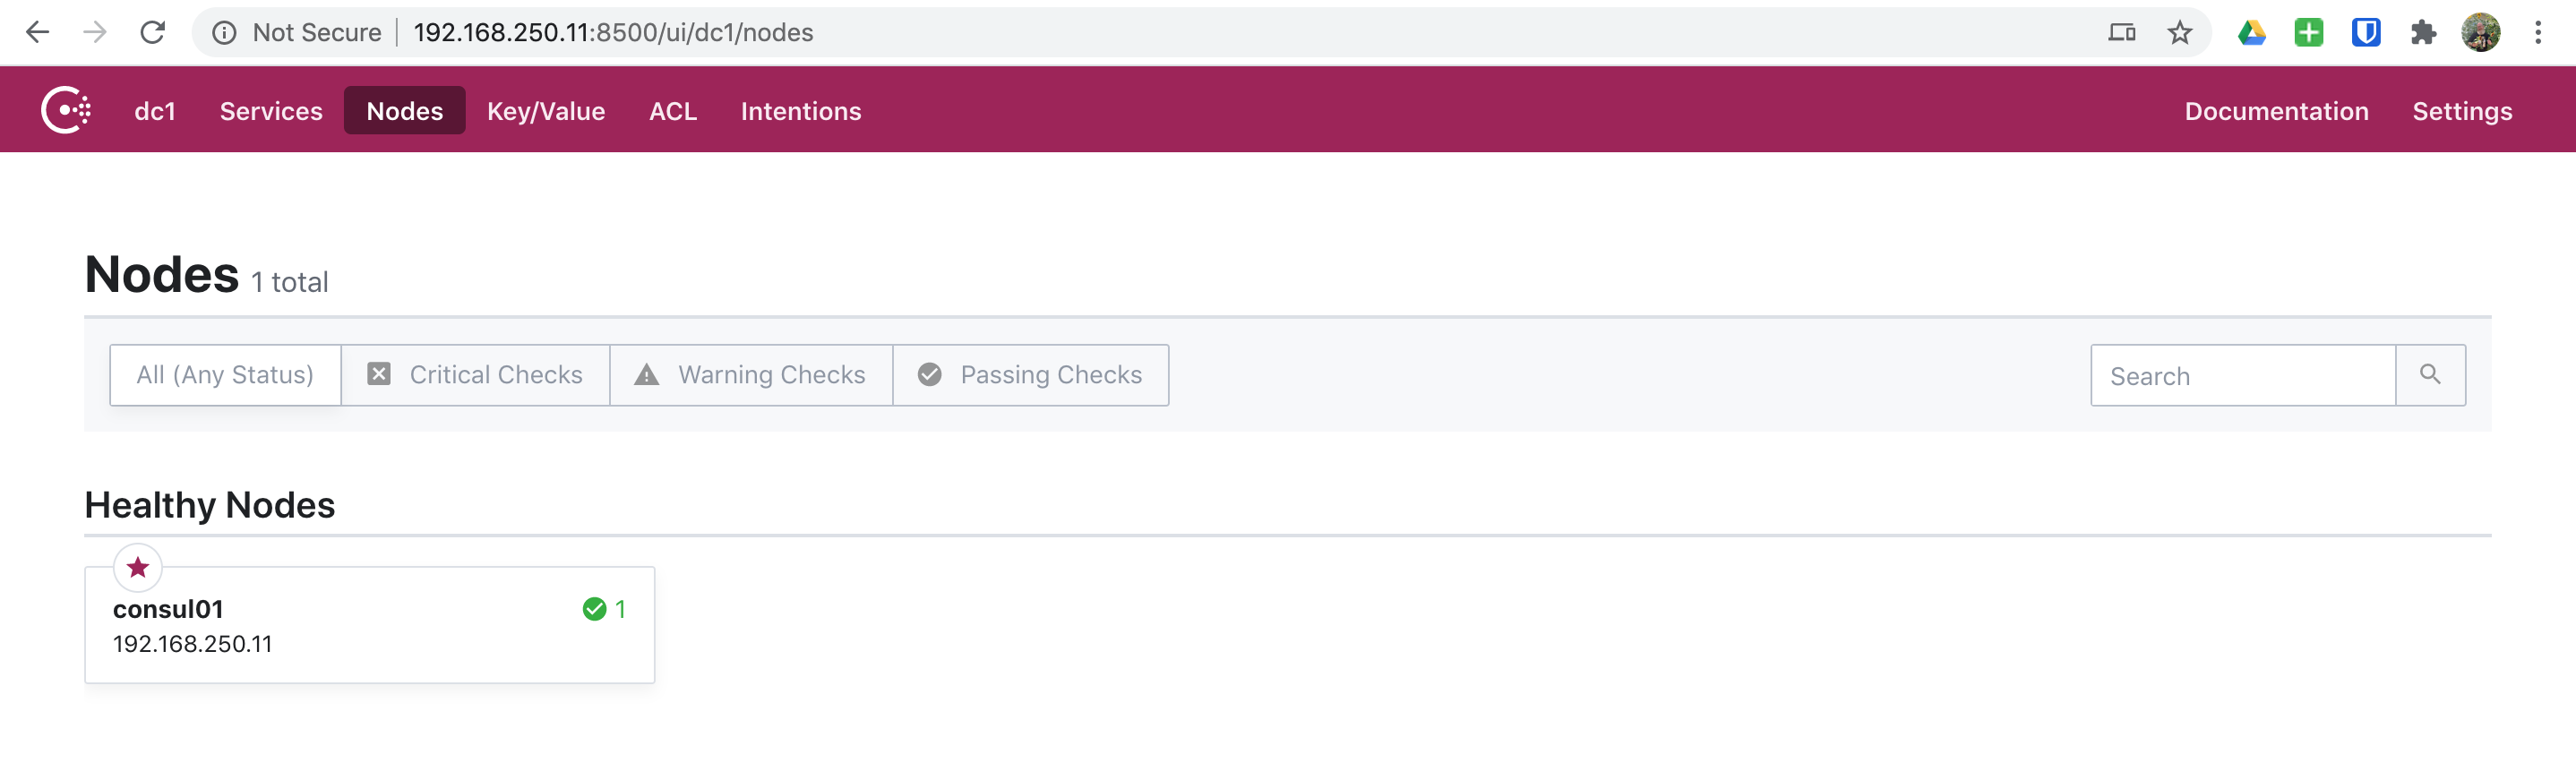 Not Secure 192.168.250.11:8500/ui/dc1/nodes
dc1 Services Nodes Key/Value ACL Intentions Documentation Settings
Nodes 1 total
All (Any Status) Critical Checks Warning Checks Passing Checks Search
Healthy Nodes
consul01 1
192.168.250.11